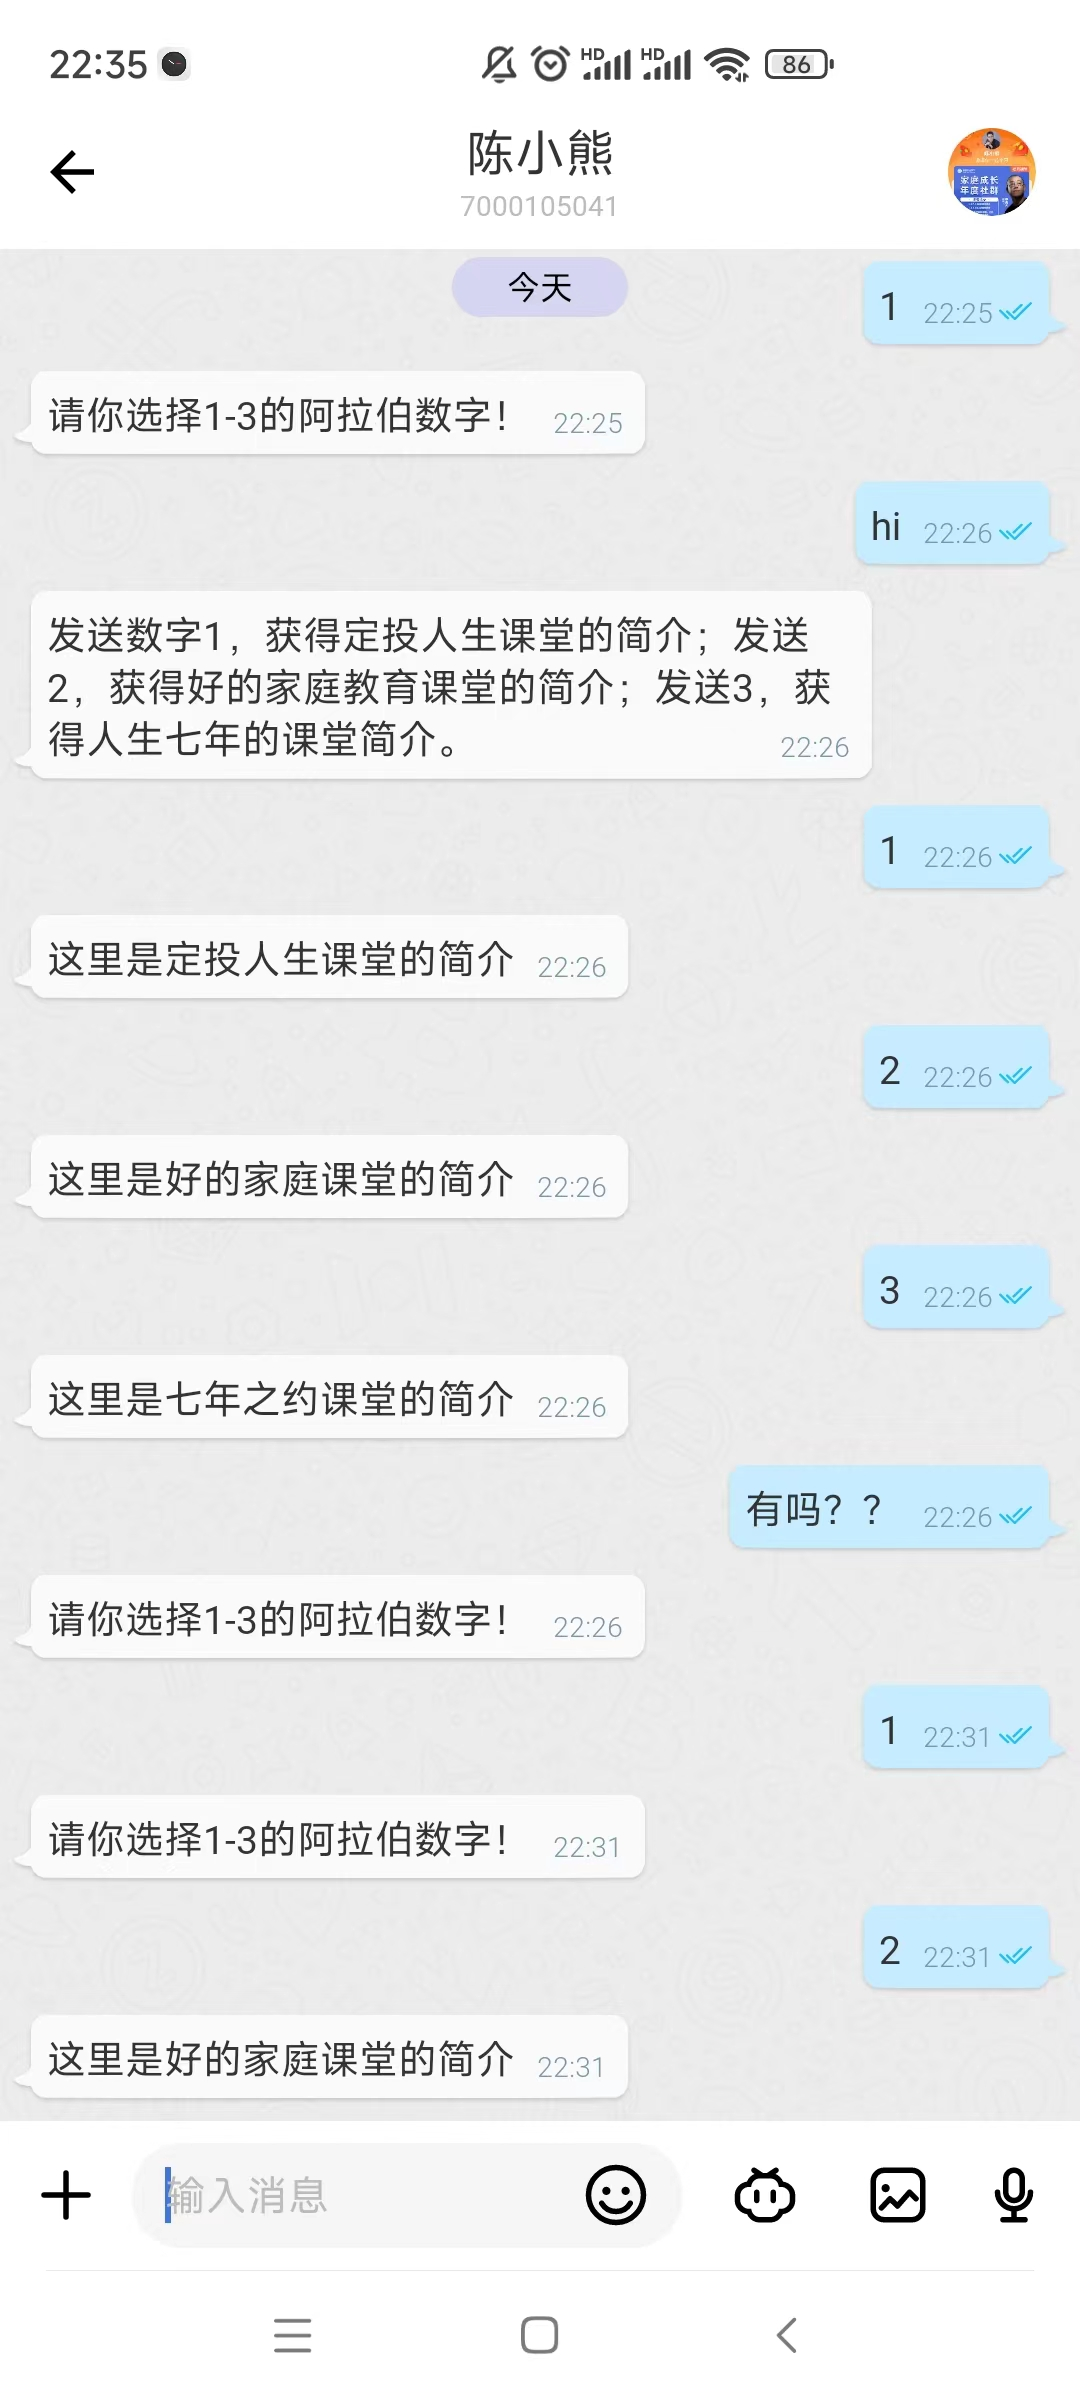 22:35
HD HD 86
陈小熊
7000105041
家庭成长
年度社群
今天
1 22:25
请你选择1-3的阿拉伯数字！ 22:25
hi 22:26
发送数字1，获得定投人生课堂的简介；发送
2，获得好的家庭教育课堂的简介；发送3，获
得人生七年的课堂简介。 22:26
1 22:26
这里是定投人生课堂的简介 22:26
2 22:26
这里是好的家庭课堂的简介 22:26
3 22:26
这里是七年之约课堂的简介 22:26
有吗？？ 22:26
请你选择1-3的阿拉伯数字！ 22:26
1 22:31
请你选择1-3的阿拉伯数字！ 22:31
2 22:31
这里是好的家庭课堂的简介 22:31
输入消息